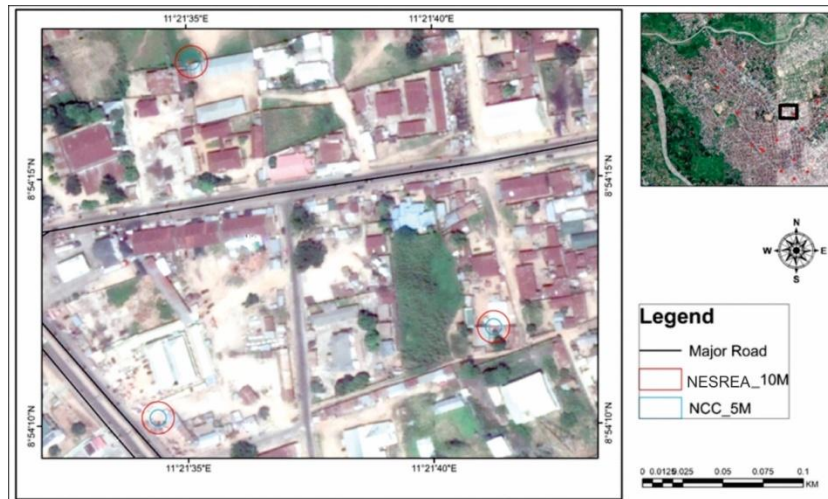 11°21'35"E 11°21'40"E
8°54'15"N 8°54'15"N
8°54'10"N 8°54'10"N
11°21'35"E 11°21'40"E
N
W E
S
Legend
Major Road
NESREA_10M
NCC_5M
0 0.0125 0.025 0.05 0.075 0.1
KM